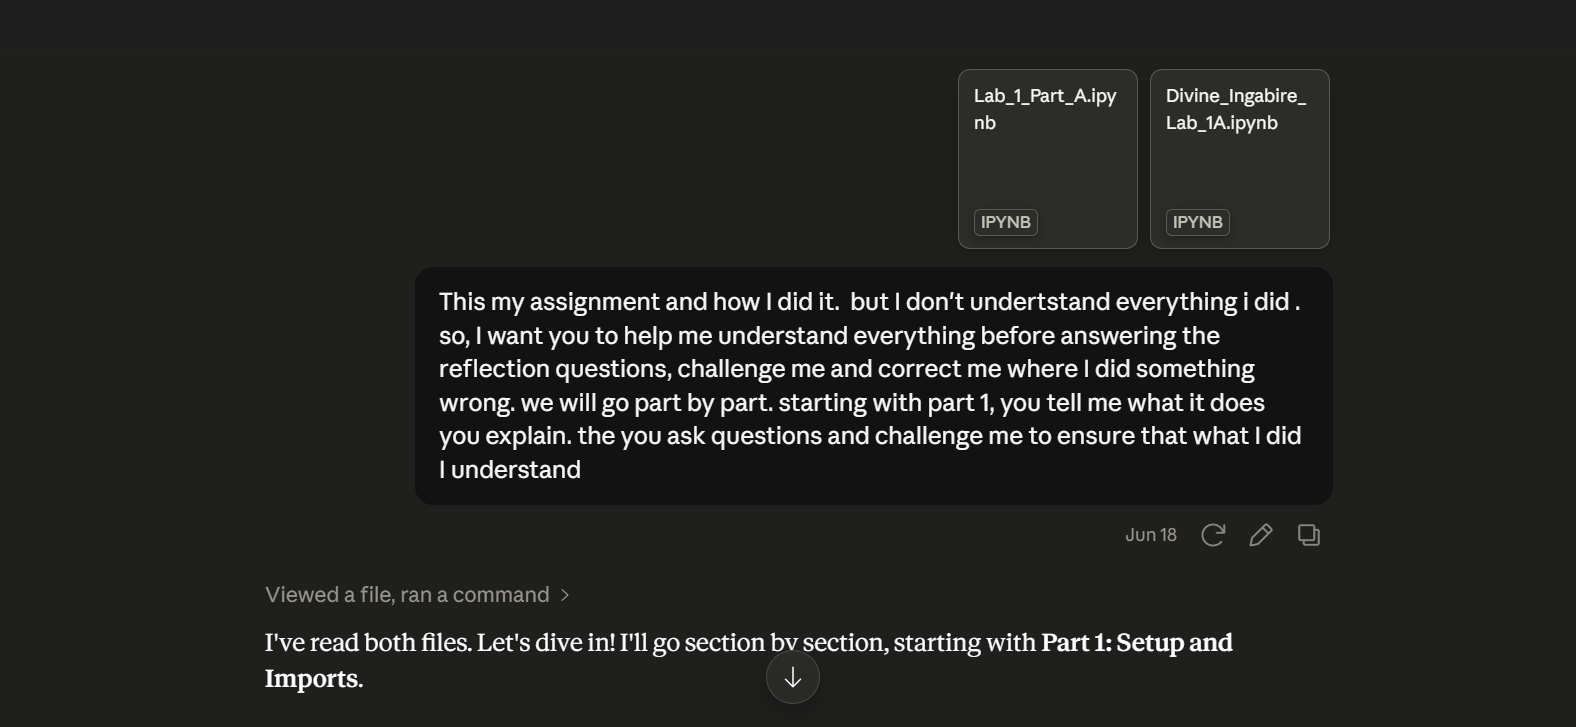 Lab_1_Part_A.ipy
nb
IPYNB
Divine_Ingabire_
Lab_1A.ipynb
IPYNB
This my assignment and how I did it.  but I don't undertstand everything i did .
so, I want you to help me understand everything before answering the
reflection questions, challenge me and correct me where I did something
wrong. we will go part by part. starting with part 1, you tell me what it does
you explain. the you ask questions and challenge me to ensure that what I did
I understand
Jun 18
Viewed a file, ran a command >
I've read both files. Let's dive in! I'll go section by section, starting with Part 1: Setup and
Imports.